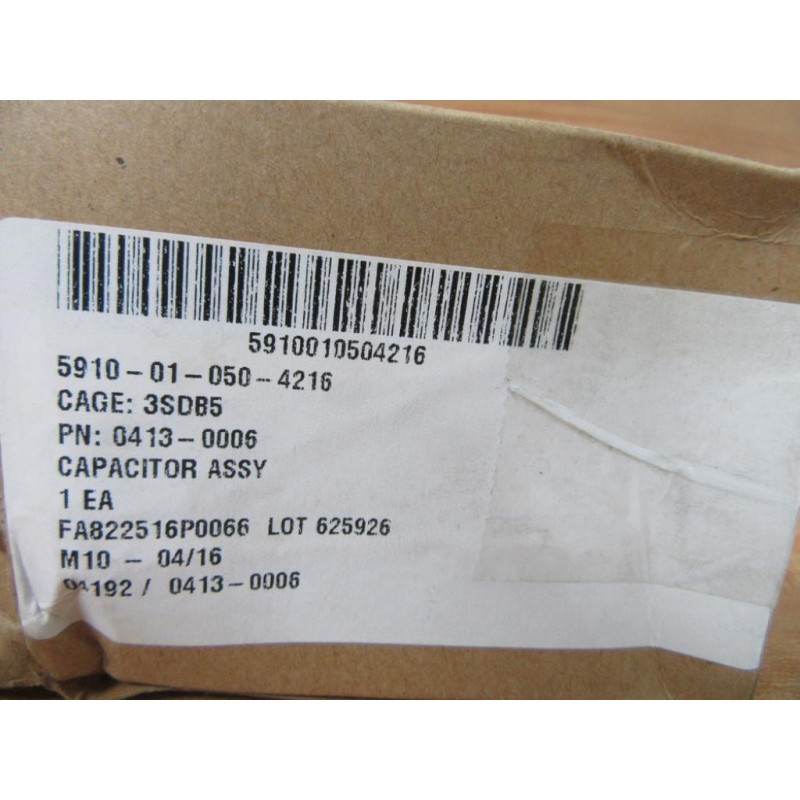 5910010504216
5910-01-050-4216
CAGE: 3SDB5
PN: 0413-0006
CAPACITOR ASSY
1 EA
FA822516P0066 LOT 625926
M10 - 04/16
/ 0413-0006